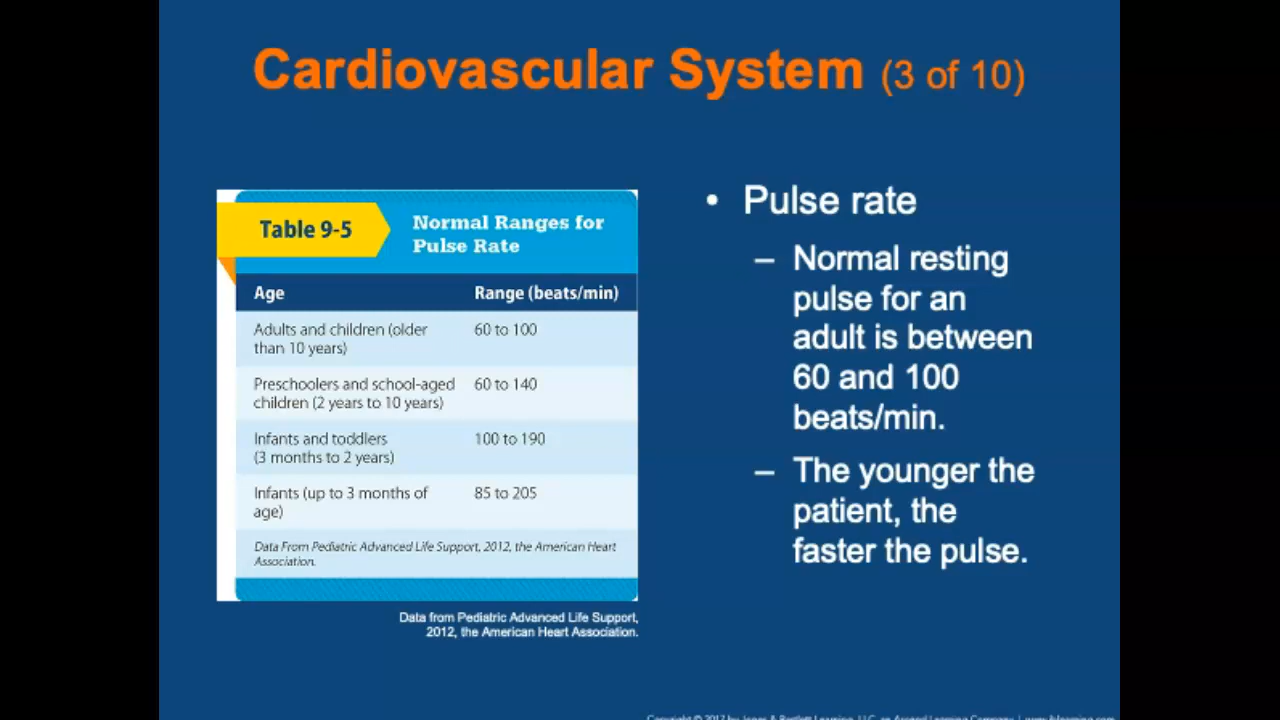 Cardiovascular System (3 of 10)
Table 9-5
Normal Ranges for
Pulse Rate
Age Range (beats/min)
Adults and children (older 60 to 100
than 10 years)
Preschoolers and school-aged 60 to 140
children (2 years to 10 years)
Infants and toddlers 100 to 190
(3 months to 2 years)
Infants (up to 3 months of 85 to 205
age)
Data From Pediatric Advanced Life Support, 2012, the American Heart
Association.
Data from Pediatric Advanced Life Support,
2012, the American Heart Association.
• Pulse rate
– Normal resting
pulse for an
adult is between
60 and 100
beats/min.
– The younger the
patient, the
faster the pulse.